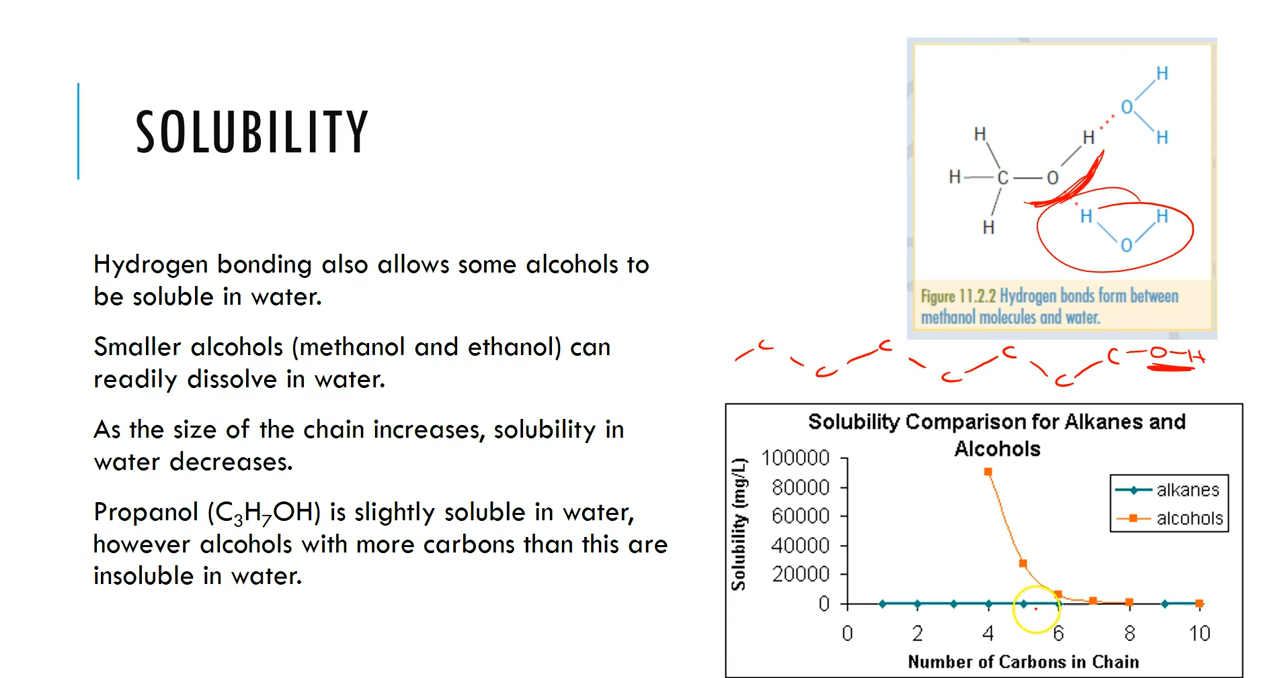 SOLUBILITY
Hydrogen bonding also allows some alcohols to
be soluble in water.
Smaller alcohols (methanol and ethanol) can
readily dissolve in water.
As the size of the chain increases, solubility in
water decreases.
Propanol (C₃H₇OH) is slightly soluble in water,
however alcohols with more carbons than this are
insoluble in water.
H
O
H H H
H C O
H H H
O
Figure 11.2.2 Hydrogen bonds form between
methanol molecules and water.
C C C C C C C-O-H
Solubility Comparison for Alkanes and
Alcohols
Solubility (mg/L)
100000
80000
60000
40000
20000
0
alkanes
alcohols
0 2 4 6 8 10
Number of Carbons in Chain